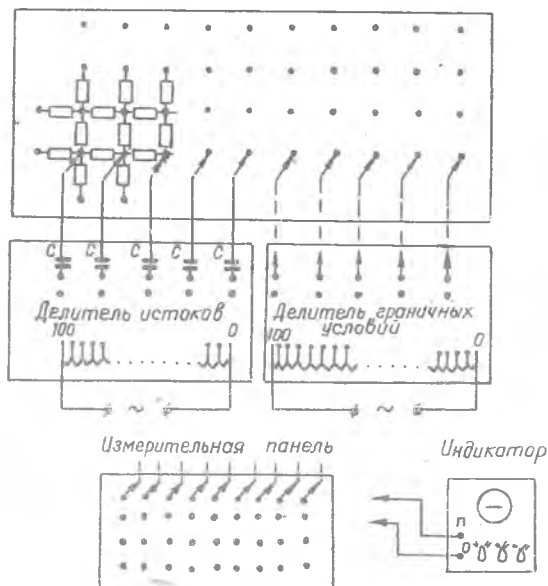 С С С С С
Делитель истоков
100 0
Делитель граничных
условий
100 0
~ ~
Измерительная панель
Индикатор
П
О